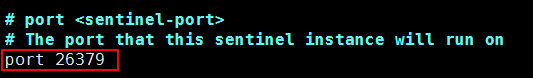 # port <sentinel-port>
# The port that this sentinel instance will run on
port 26379